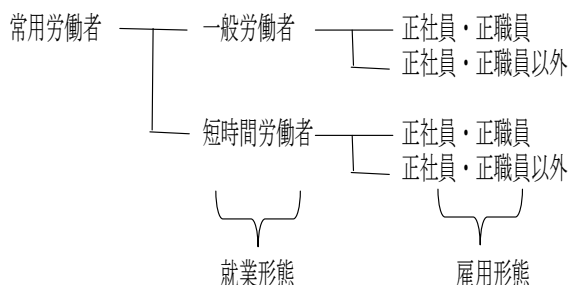 常用労働者 一般労働者 正社員・正職員
正社員・正職員以外
短時間労働者 正社員・正職員
正社員・正職員以外
就業形態 雇用形態